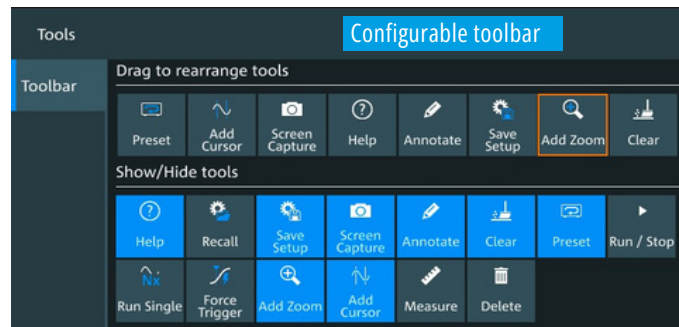 Tools
Configurable toolbar
Toolbar
Drag to rearrange tools
Preset
Add
Cursor
Screen
Capture
Help
Annotate
Save
Setup
Add Zoom
Clear
Show/Hide tools
Help
Recall
Save
Setup
Screen
Capture
Annotate
Clear
Preset
Run / Stop
Nx
Run Single
Force
Trigger
Add Zoom
Add
Cursor
Measure
Delete